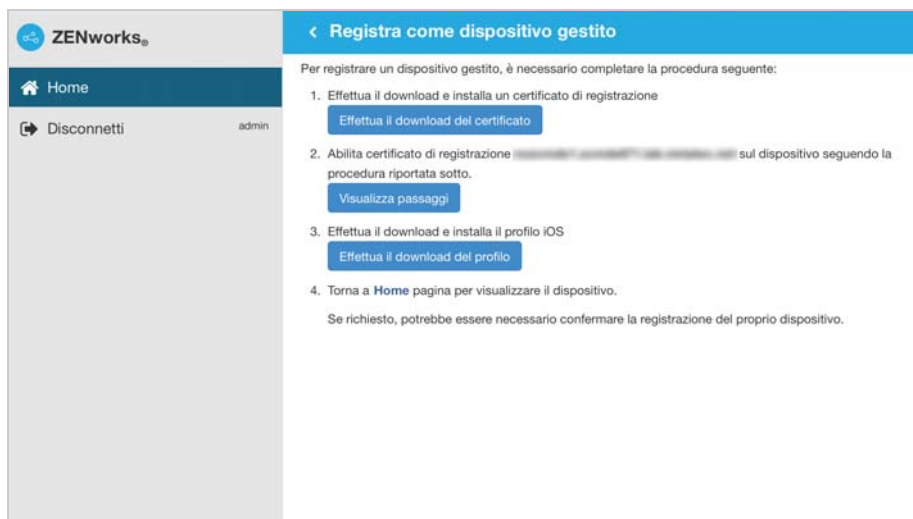 ZENworks®
Home
Disconnetti admin
Registra come dispositivo gestito
Per registrare un dispositivo gestito, è necessario completare la procedura seguente:
1. Effettua il download e installa un certificato di registrazione
Effettua il download del certificato
2. Abilita certificato di registrazione sul dispositivo seguendo la
procedura riportata sotto.
Visualizza passaggi
3. Effettua il download e installa il profilo iOS
Effettua il download del profilo
4. Torna a Home pagina per visualizzare il dispositivo.
Se richiesto, potrebbe essere necessario confermare la registrazione del proprio dispositivo.